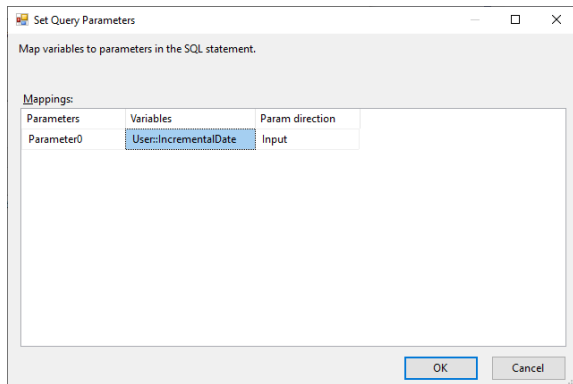 Set Query Parameters
Map variables to parameters in the SQL statement.
Mappings:
Parameters Variables Param direction
Parameter0 User::IncrementalDate Input
OK Cancel